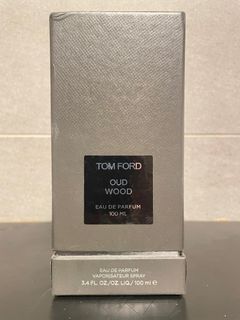 TOM FORD
OUD
WOOD
EAU DE PARFUM
100 ML
EAU DE PARFUM
VAPORISATEUR SPRAY
3.4 FL.OZ./OZ.LIQ./100 ml ℮